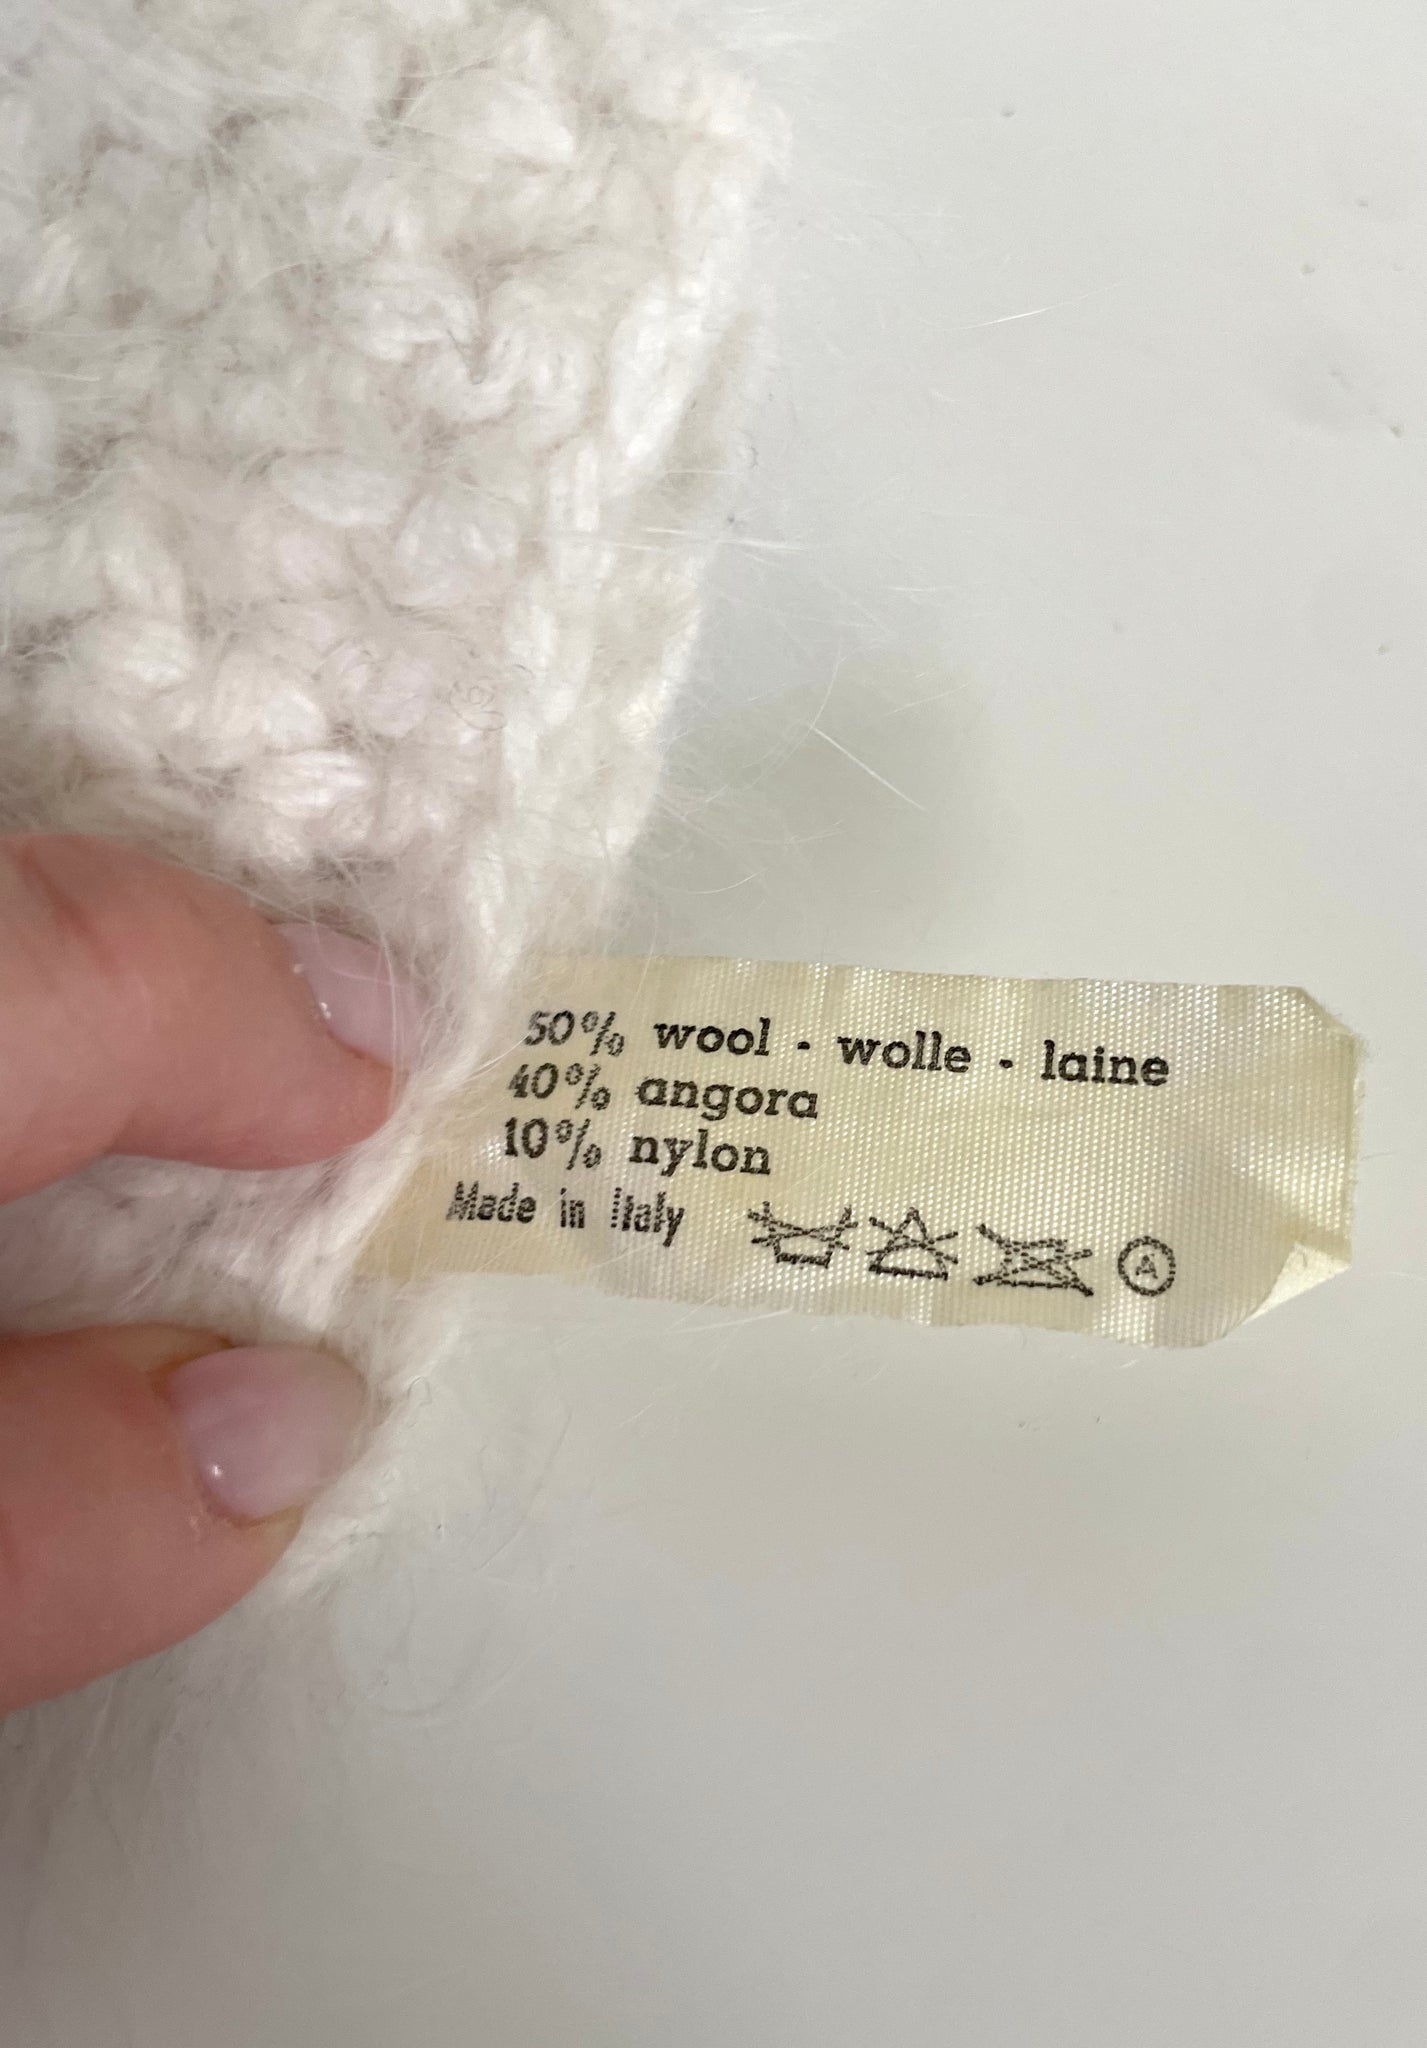 50% wool - wolle - laine
40% angora
10% nylon
Made in Italy
A